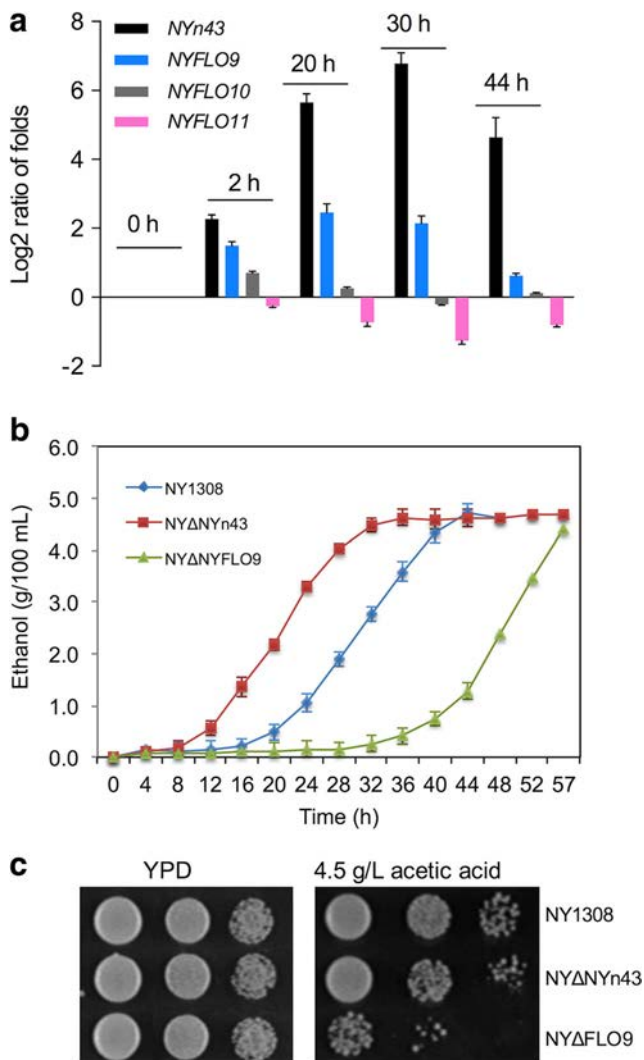 a
NYn43
NYFLO9
NYFLO10
NYFLO11
0 h
2 h
20 h
30 h
44 h
Log2 ratio of folds
8
6
4
2
0
-2
b
NY1308
NYΔNYn43
NYΔNYFLO9
Ethanol (g/100 mL)
6.0
5.0
4.0
3.0
2.0
1.0
0.0
0 4 8 12 16 20 24 28 32 36 40 44 48 52 57
Time (h)
c
YPD 4.5 g/L acetic acid
NY1308
NYΔNYn43
NYΔFLO9